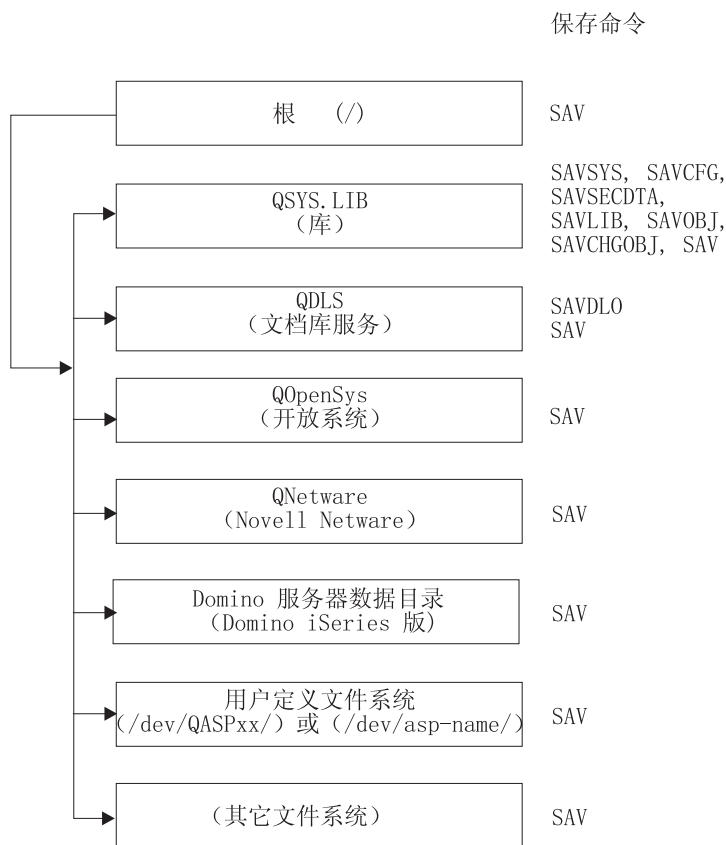 保存命令
根 (/)
SAV
QSYS.LIB
（库）
SAVSYS, SAVCFG,
SAVSECDTA,
SAVLIB, SAVOBJ,
SAVCHGOBJ, SAV
QDLS
（文档库服务）
SAVDLO
SAV
QOpenSys
（开放系统）
SAV
QNetware
（Novell Netware）
SAV
Domino 服务器数据目录
（Domino iSeries 版)
SAV
用户定义文件系统
（/dev/QASPxx/）或（/dev/asp-name/）
SAV
（其它文件系统）
SAV